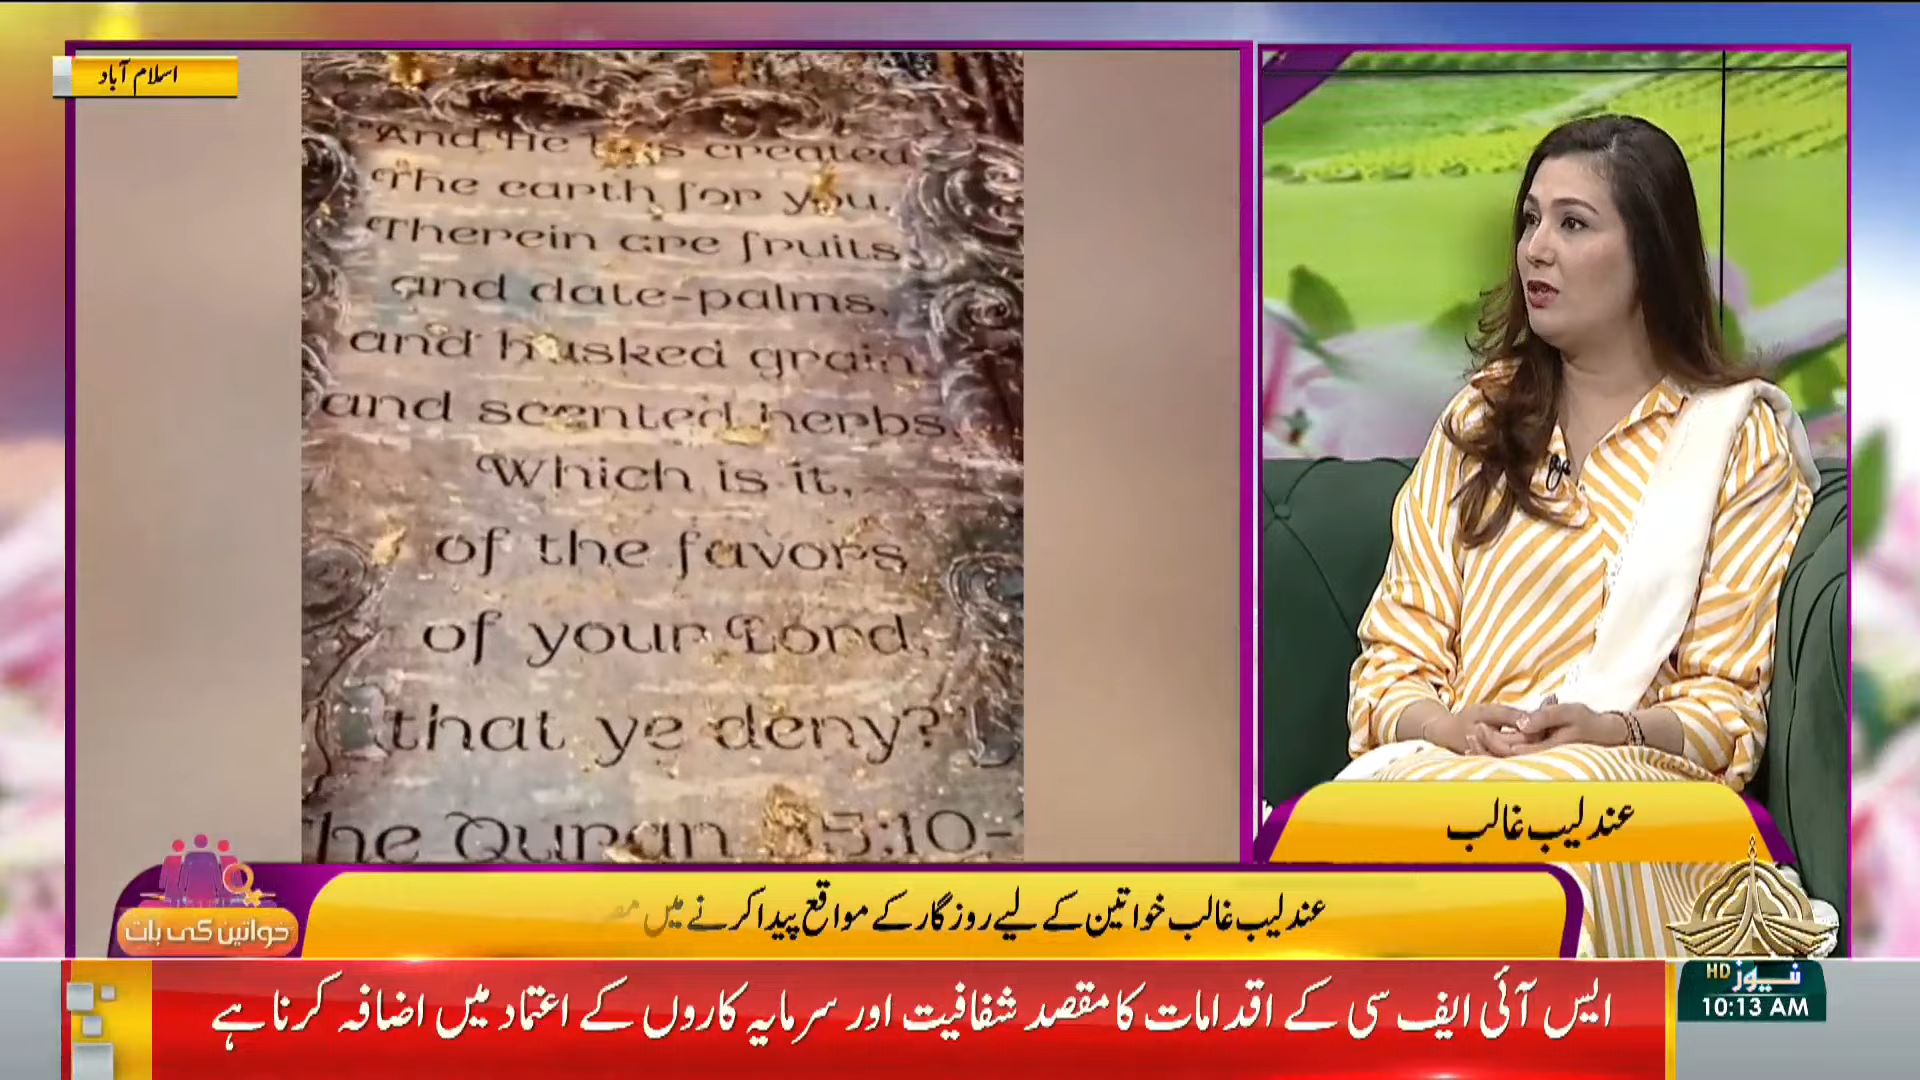 اسلام آباد
"And He has created
The earth for you.
Therein are fruits
and date-palms,
and husked grain
and scented herbs.
Which is it,
of the favors
of your Lord,
that ye deny?"
The Quran 55:10-
عندلیب غالب
عندلیب غالب خواتین کے لیے روزگار کے مواقع پیدا کرنے میں
خواتین کی بات
ایس آئی ایف سی کے اقدامات کا مقصد شفافیت اور سرمایہ کاروں کے اعتماد میں اضافہ کرنا ہے
نیوز HD
10:13 AM